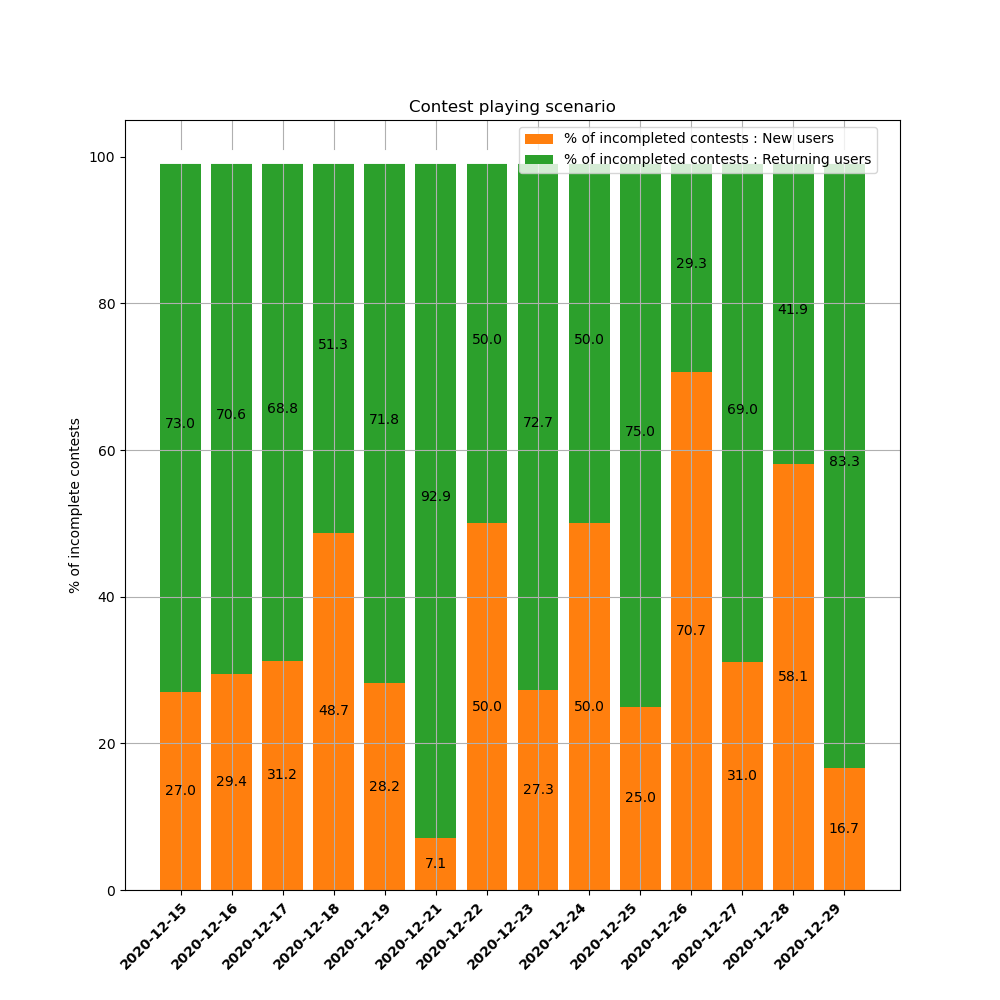 Contest playing scenario
% of incompleted contests : New users
% of incompleted contests : Returning users
% of incomplete contests
100
80
60
40
20
0
73.0 70.6 68.8 51.3 71.8 92.9 50.0 72.7 50.0 75.0 29.3 69.0 41.9 83.3
27.0 29.4 31.2 48.7 28.2 7.1 50.0 27.3 50.0 25.0 70.7 31.0 58.1 16.7
2020-12-15 2020-12-16 2020-12-17 2020-12-18 2020-12-19 2020-12-21 2020-12-22 2020-12-23 2020-12-24 2020-12-25 2020-12-26 2020-12-27 2020-12-28 2020-12-29